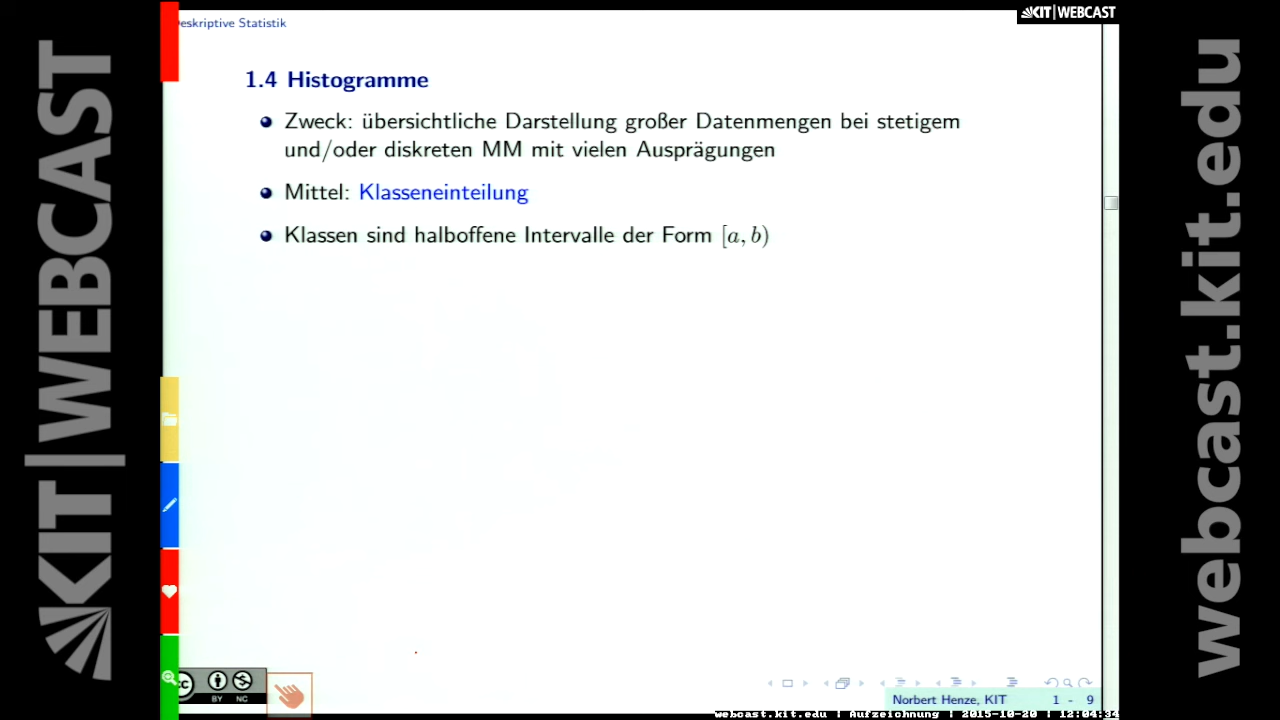 Deskriptive Statistik
KIT|WEBCAST
1.4 Histogramme
Zweck: übersichtliche Darstellung großer Datenmengen bei stetigem
und/oder diskreten MM mit vielen Ausprägungen
Mittel: Klasseneinteilung
Klassen sind halboffene Intervalle der Form [a, b)
KIT|WEBCAST
webcast.kit.edu
cc
BY NC
Norbert Henze, KIT 1 - 9
webcast.kit.edu | Aufzeichnung | 2015-10-20 | 12:04:34